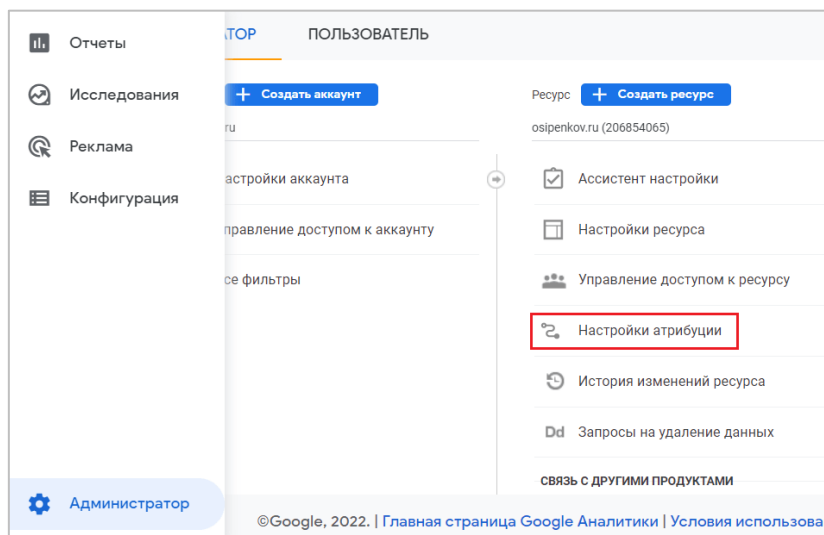 Отчеты
Исследования
Реклама
Конфигурация
Администратор
ТОР ПОЛЬЗОВАТЕЛЬ
Создать аккаунт
ru
астройки аккаунта
правление доступом к аккаунту
се фильтры
Ресурс Создать ресурс
osipenkov.ru (206854065)
Ассистент настройки
Настройки ресурса
Управление доступом к ресурсу
Настройки атрибуции
История изменений ресурса
Dd Запросы на удаление данных
СВЯЗЬ С ДРУГИМИ ПРОДУКТАМИ
©Google, 2022. | Главная страница Google Аналитики | Условия использова